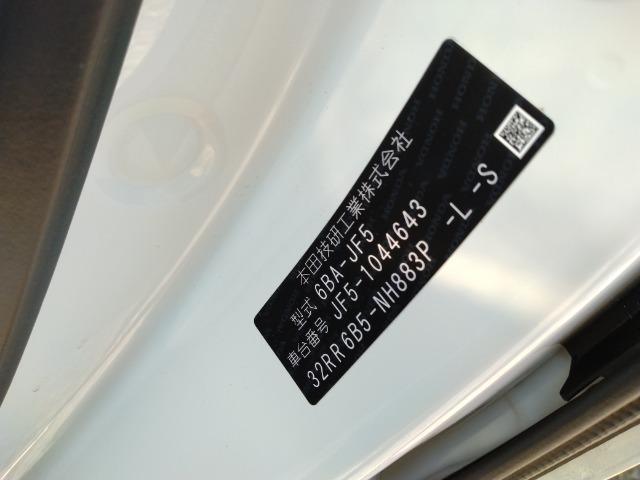 本田技研工業株式会社
型式 6BA-JF5
車台番号 JF5-1044643
32RR6B5-NH883P -L -S